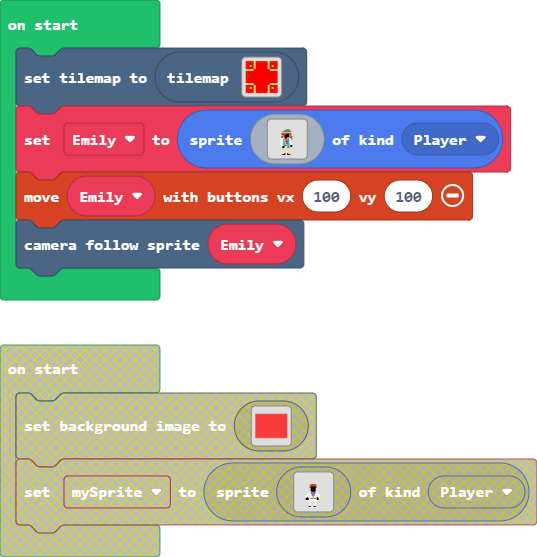 on start
set tilemap to tilemap
set Emily to sprite of kind Player
move Emily with buttons vx 100 vy 100
camera follow sprite Emily
on start
set background image to
set mySprite to sprite of kind Player